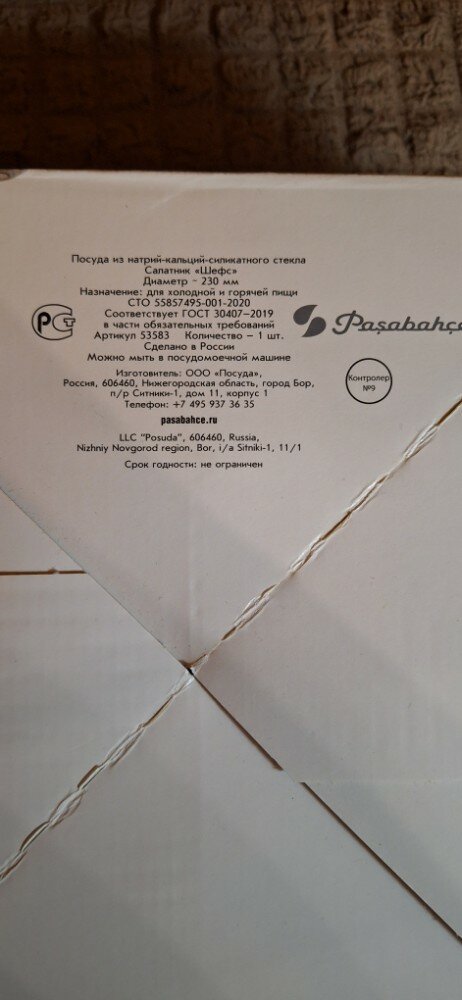 Посуда из натрий-кальций-силикатного стекла
Салатник «Шефс»
Диаметр ~ 230 мм
Назначение: для холодной и горячей пищи
СТО 55857495-001-2020
Соответствует ГОСТ 30407-2019
в части обязательных требований
Артикул 53583 Количество – 1 шт.
Сделано в России
Можно мыть в посудомоечной машине
Изготовитель: ООО «Посуда»,
Россия, 606460, Нижегородская область, город Бор,
п/р Ситники-1, дом 11, корпус 1
Телефон: +7 495 937 36 35
pasabahce.ru
LLC "Posuda", 606460, Russia,
Nizhniy Novgorod region, Bor, i/a Sitniki-1, 11/1
Срок годности: не ограничен
РСТ
Paşabahçe
Контролер
№9